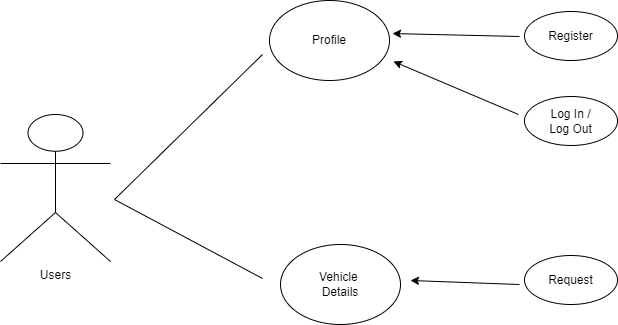 Profile
Register
Log In /
Log Out
Users
Vehicle
Details
Request